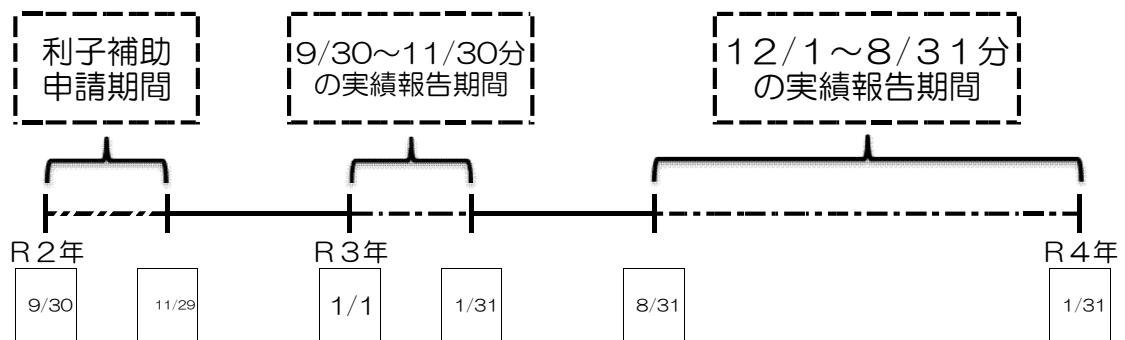 利子補助
申請期間
9/30～11/30分
の実績報告期間
１２/１～８/３１分
の実績報告期間
Ｒ２年
Ｒ３年
Ｒ４年
9/30
11/29
1/1
1/31
8/31
1/31